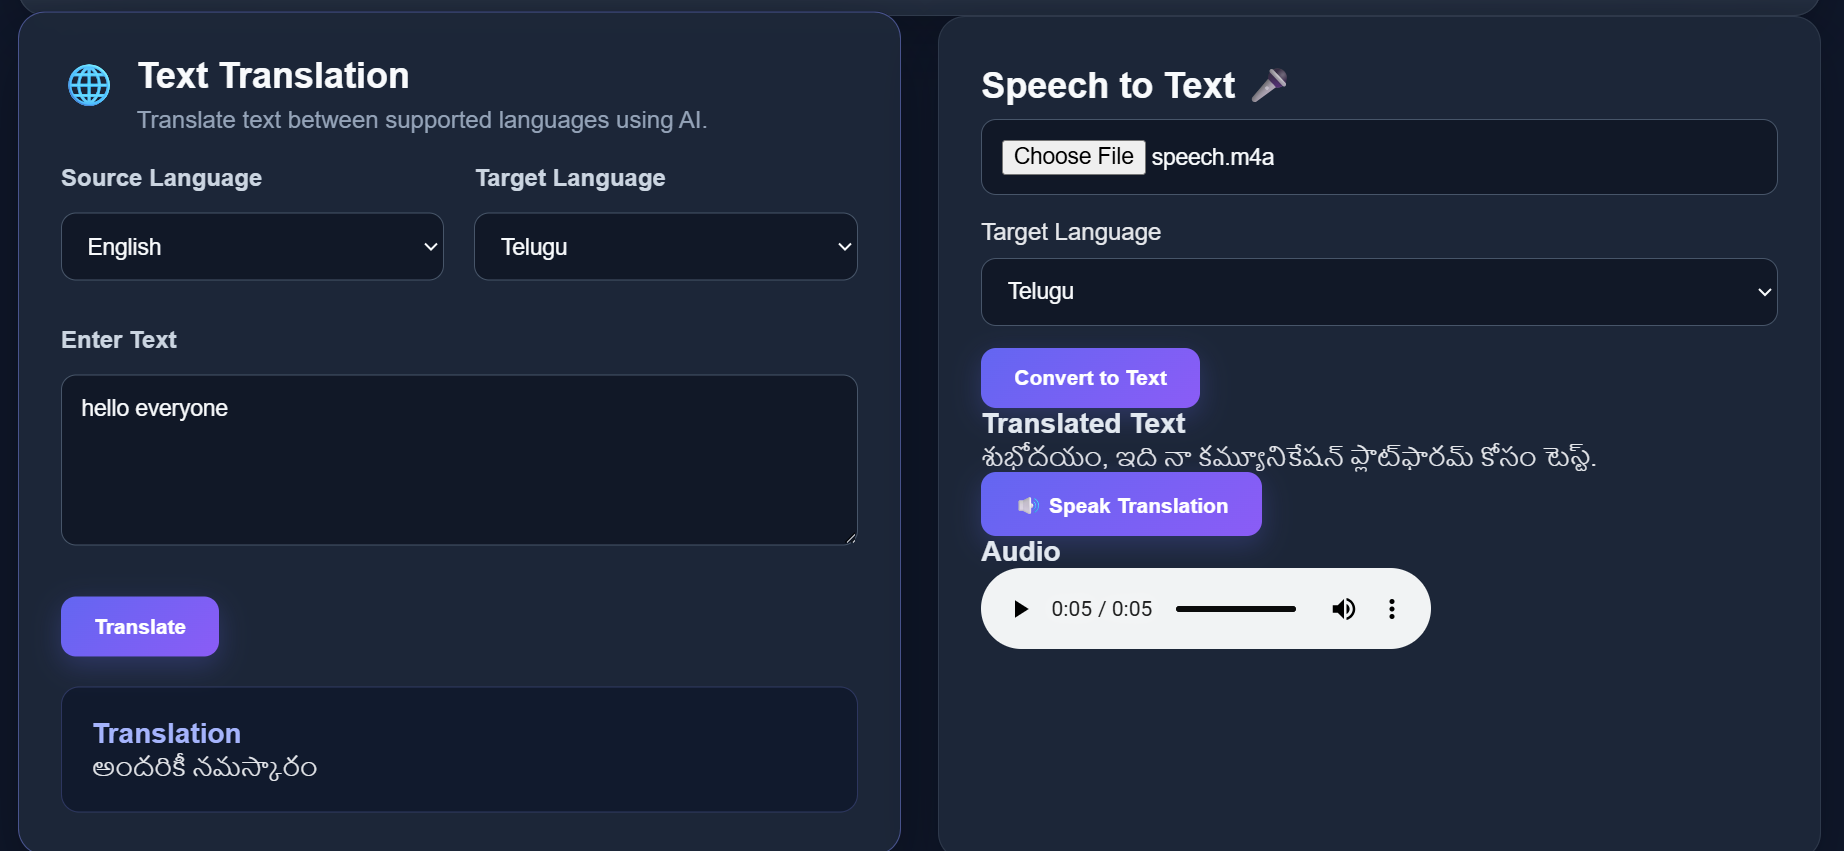 Text Translation
Translate text between supported languages using AI.
Source Language
Target Language
English
Telugu
Enter Text
hello everyone
Translate
Translation
అందరికీ నమస్కారం
Speech to Text
Choose File speech.m4a
Target Language
Telugu
Convert to Text
Translated Text
శుభోదయం, ఇది నా కమ్యూనికేషన్ ప్లాట్‌ఫారమ్ కోసం టెస్ట్.
Speak Translation
Audio
0:05 / 0:05